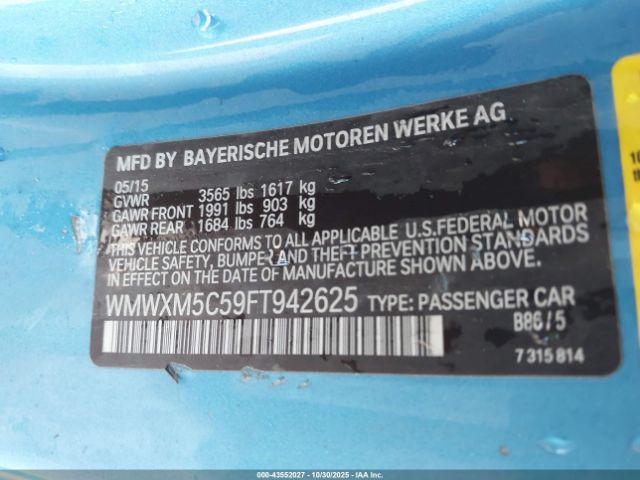 MFD BY BAYERISCHE MOTOREN WERKE AG
05/15
GVWR 3565 lbs 1617 kg
GAWR FRONT 1991 lbs 903 kg
GAWR REAR 1684 lbs 764 kg
THIS VEHICLE CONFORMS TO ALL APPLICABLE U.S.FEDERAL MOTOR
VEHICLE SAFETY, BUMPER AND THEFT PREVENTION STANDARDS
IN EFFECT ON THE DATE OF MANUFACTURE SHOWN ABOVE.
WMWXM5C59FT942625 TYPE: PASSENGER CAR
B86/5
7 315 814
000-43552027 - 10/30/2025 - Copyright © IAA, LLC